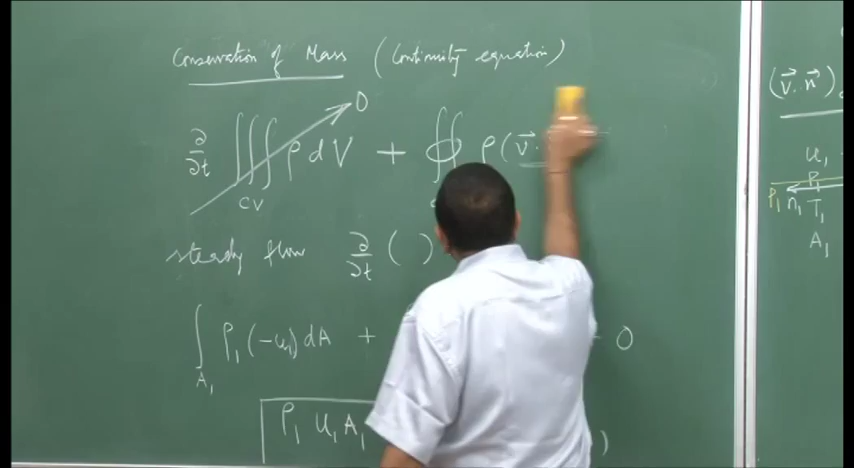 Conservation of Mass (Continuity equation)
∂/∂t ∭ ρ dV + ∯ ρ(v⃗ ·
0
CV
steady flow ∂/∂t ( )
∫ ρ₁(-u₁)dA + 0
A₁
ρ₁ u₁ A₁ )
(v⃗ · n⃗)
u₁
P₁
ρ₁ n₁ T₁
A₁